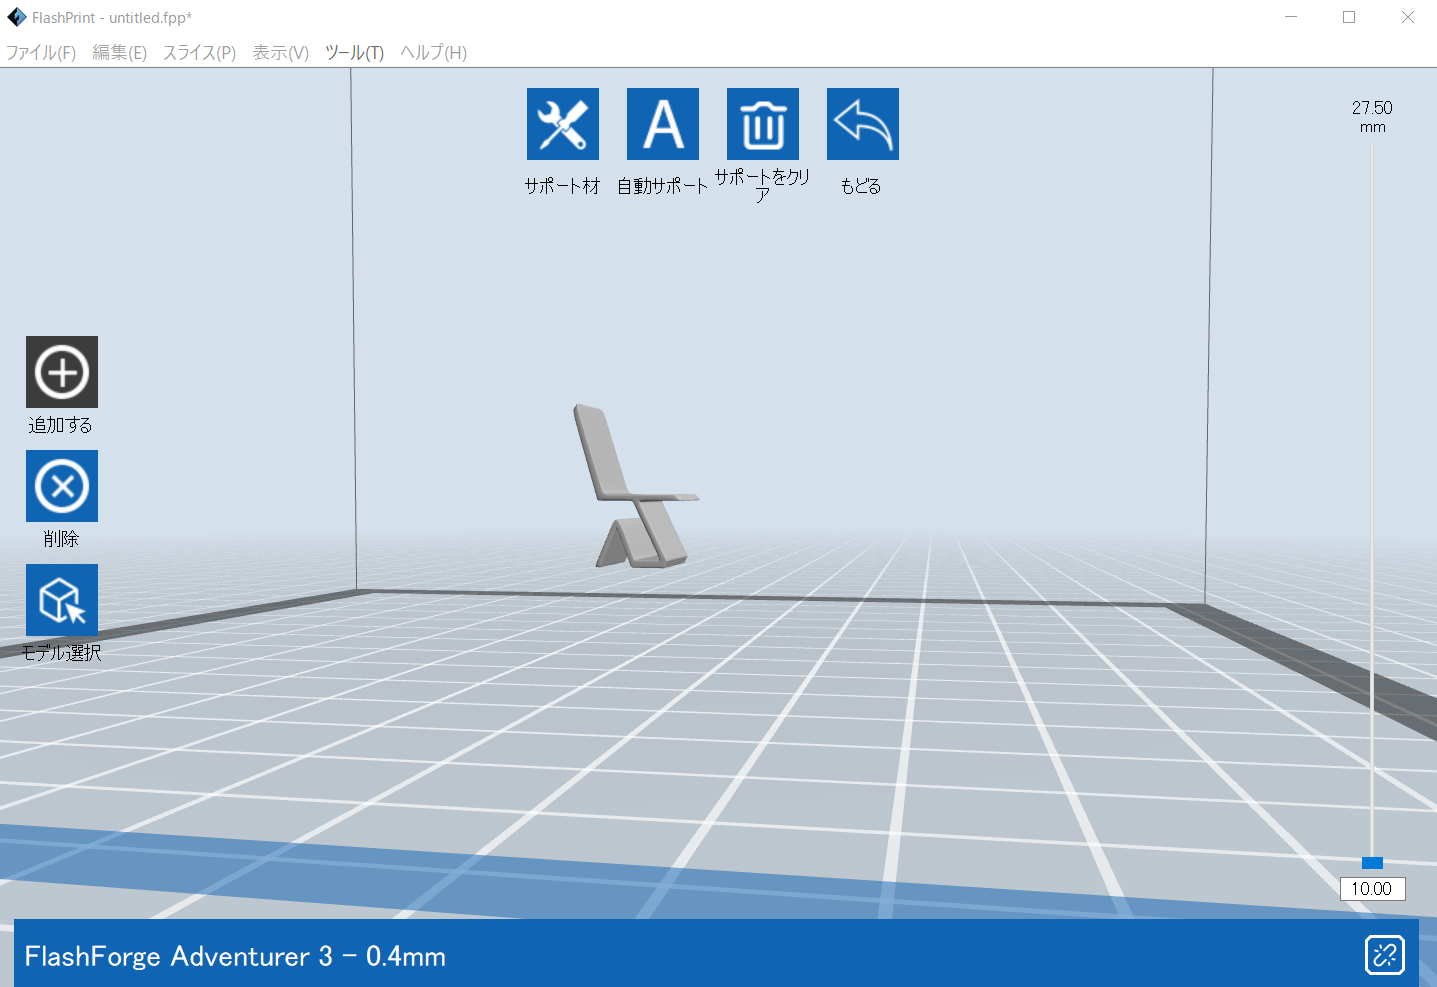 FlashPrint - untitled.fpp*
ファイル(F) 編集(E) スライス(P) 表示(V) ツール(T) ヘルプ(H)
サポート材
A
自動サポート
サポートをクリ
ア
もどる
27.50
mm
追加する
削除
モデル選択
10.00
FlashForge Adventurer 3 - 0.4mm